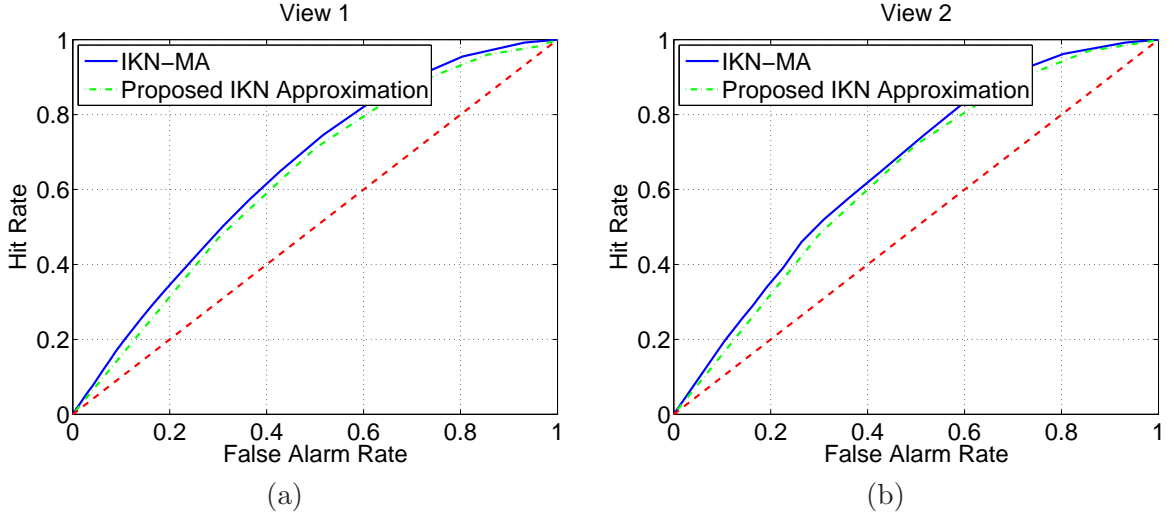 View 1
IKN−MA
Proposed IKN Approximation
1
0.8
0.6
0.4
0.2
0
Hit Rate
0 0.2 0.4 0.6 0.8 1
False Alarm Rate
(a)
View 2
IKN−MA
Proposed IKN Approximation
1
0.8
0.6
0.4
0.2
0
Hit Rate
0 0.2 0.4 0.6 0.8 1
False Alarm Rate
(b)